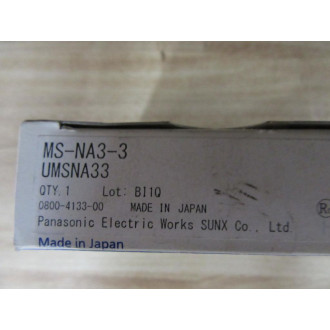 MS-NA3-3
UMSNA33
QTY. 1 Lot: BI1Q
0800-4133-00 MADE IN JAPAN
Panasonic Electric Works SUNX Co., Ltd
Made in Japan